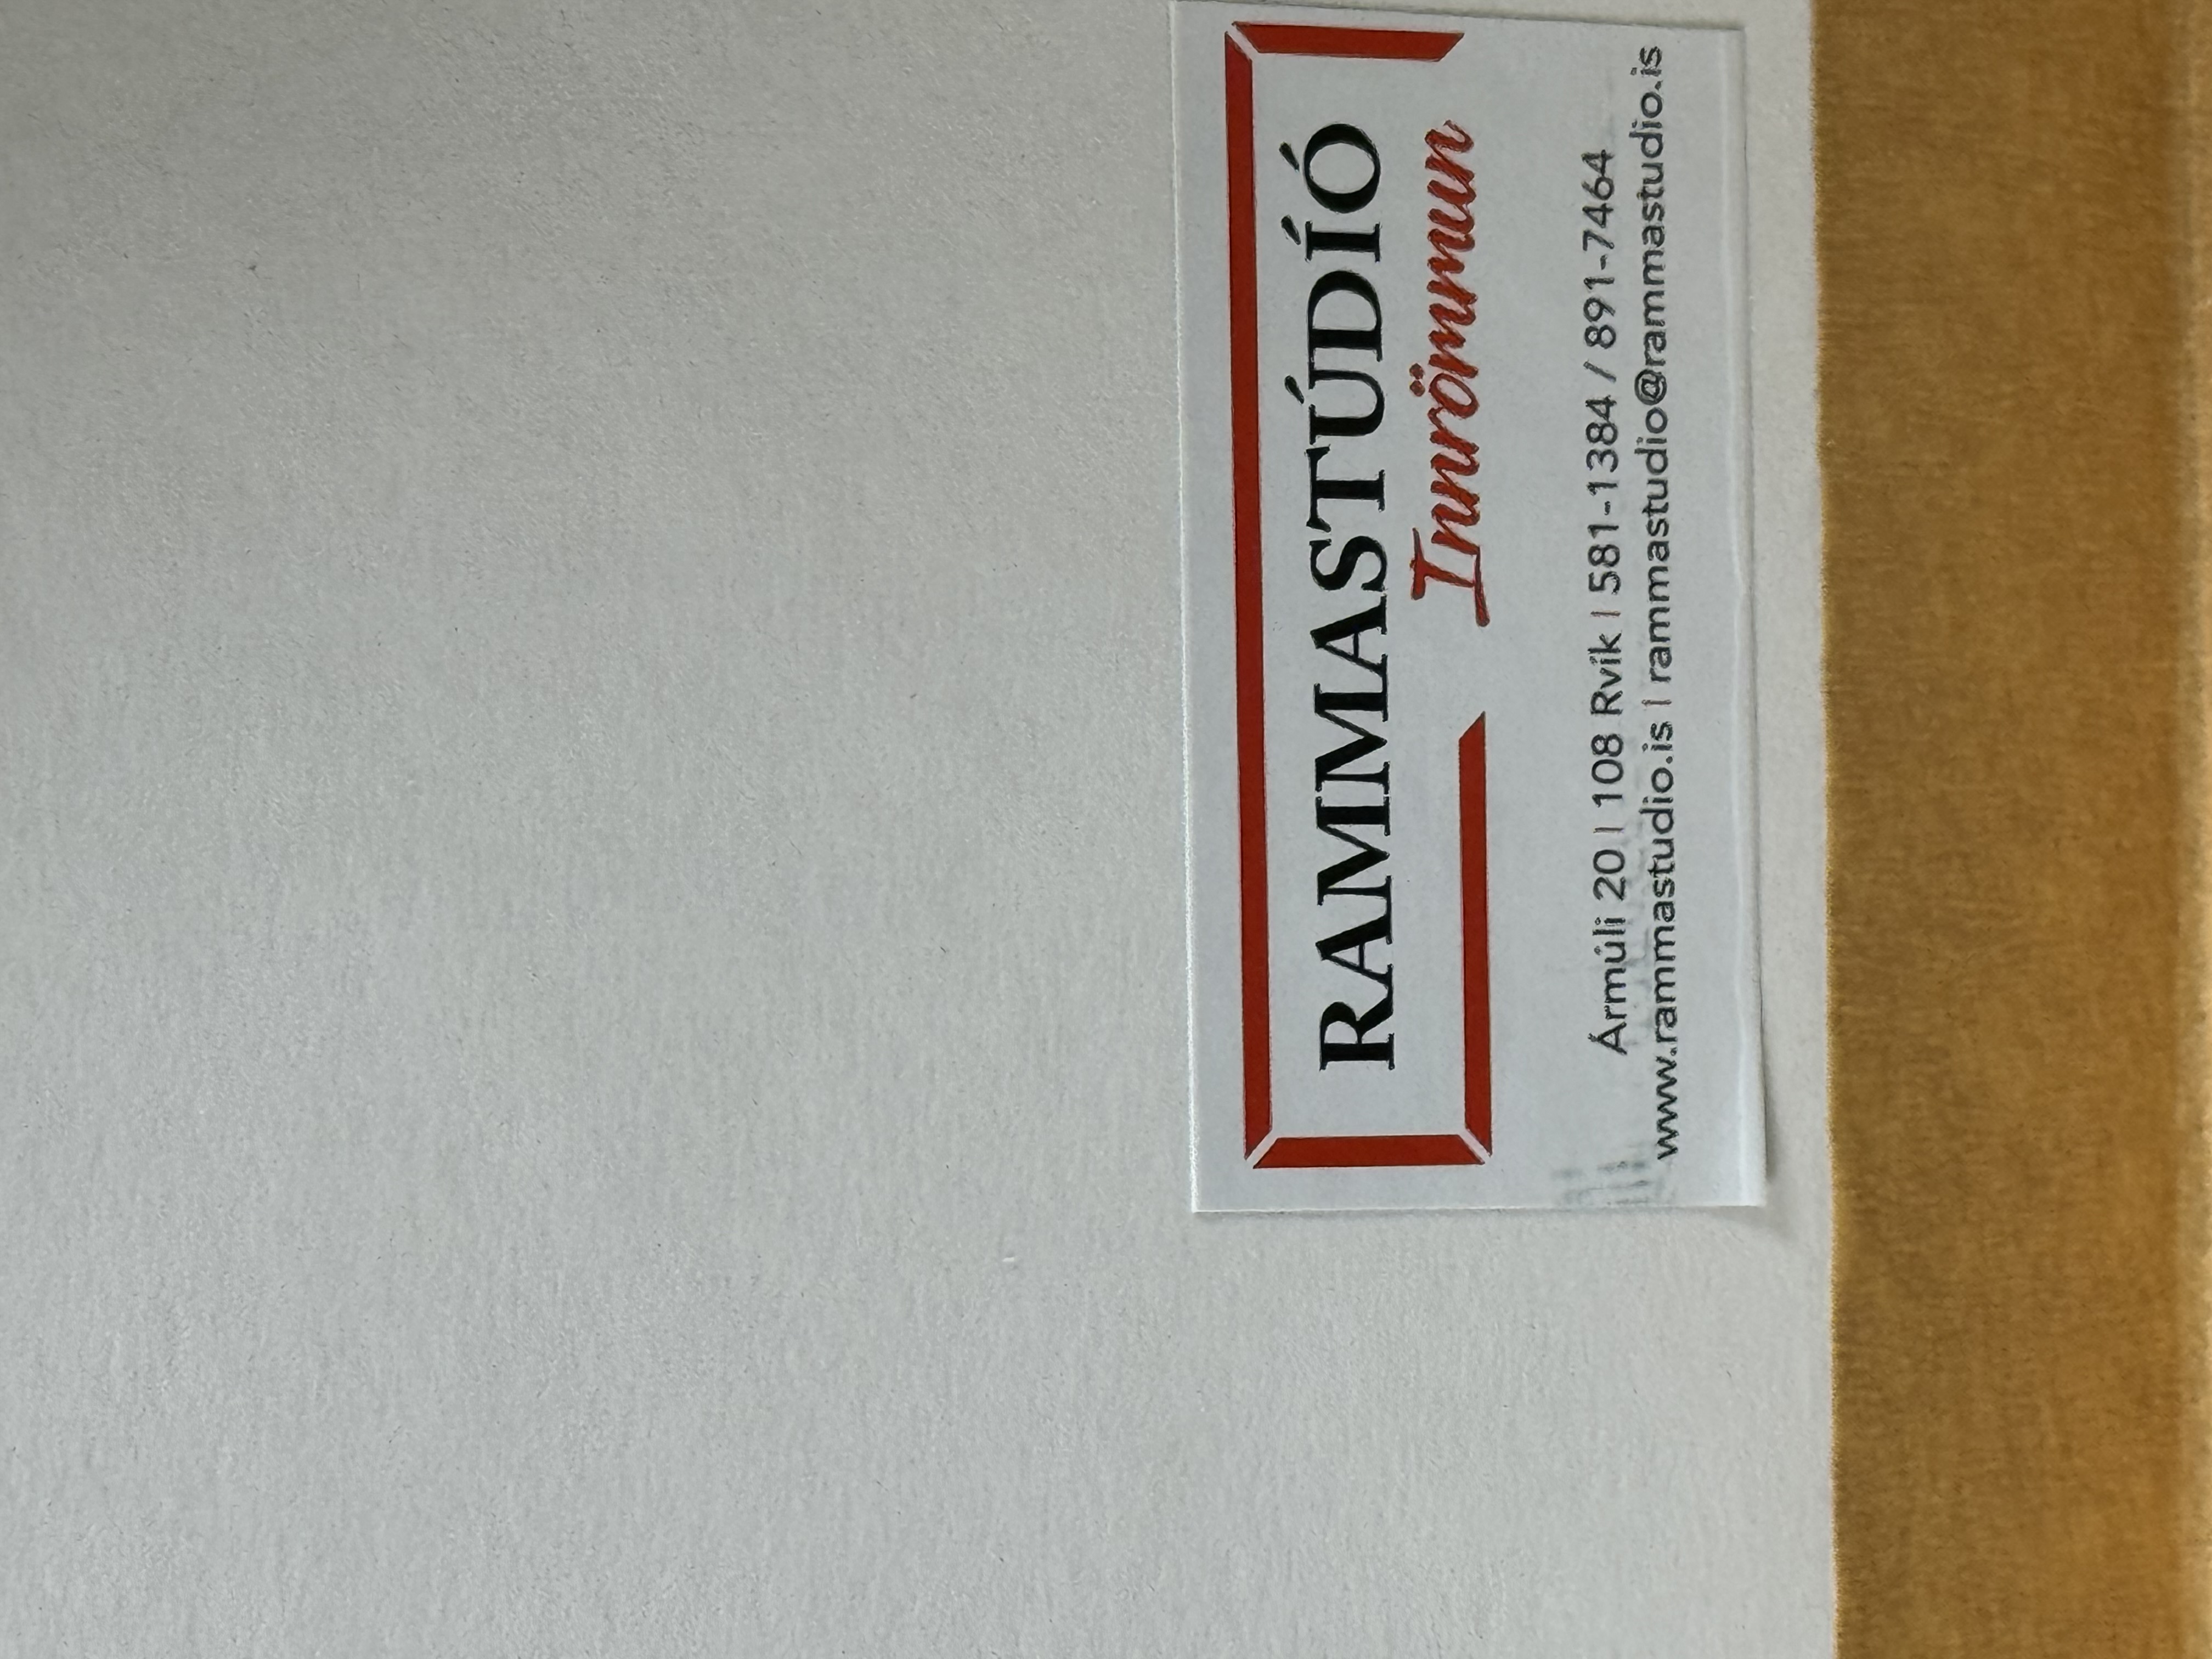 RAMMASTÚDÍÓ
Innrömmun
Ármúli 20 | 108 Rvík | 581-1384 / 891-7464
www.rammastudio.is | rammastudio@rammastudio.is